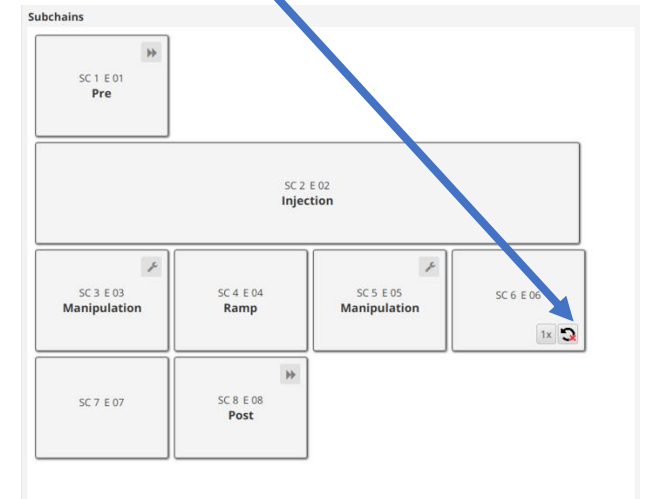 Subchains
SC 1 E 01
Pre
SC 2 E 02
Injection
SC 3 E 03
Manipulation
SC 4 E 04
Ramp
SC 5 E 05
Manipulation
SC 6 E 06
1x
SC 7 E 07
SC 8 E 08
Post